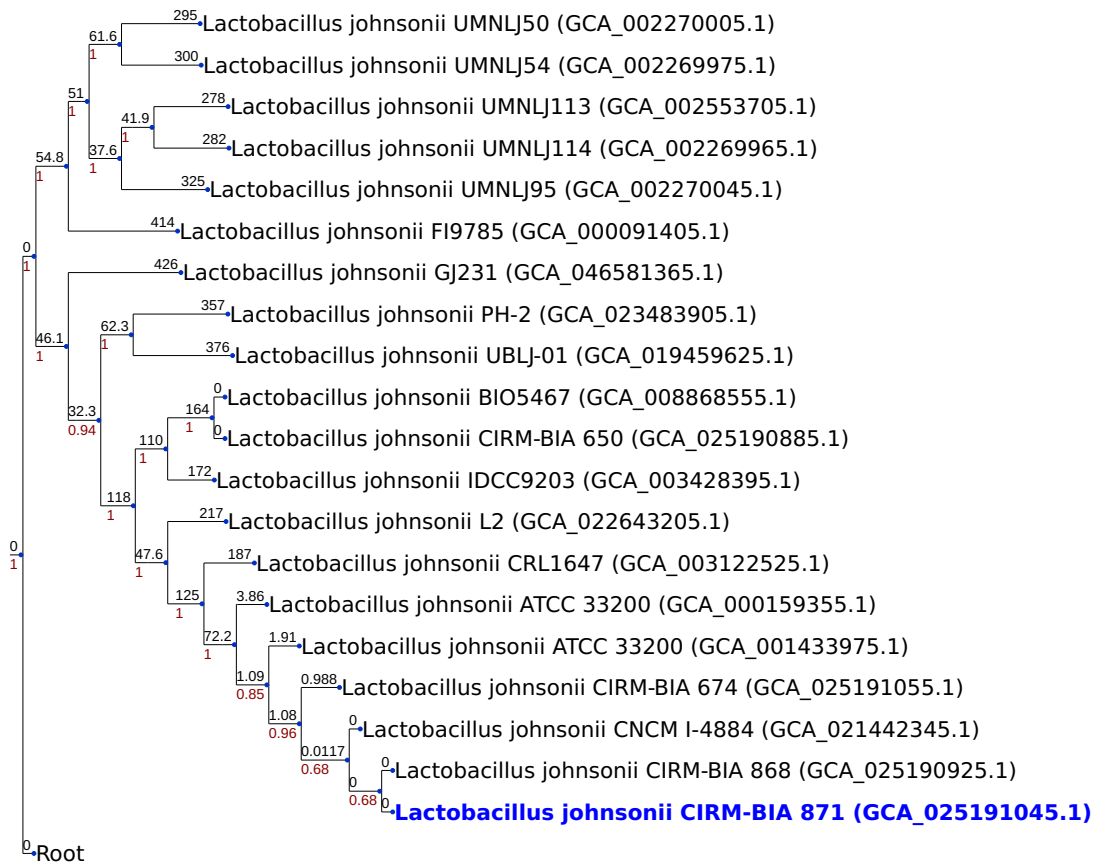 295 Lactobacillus johnsonii UMNLJ50 (GCA_002270005.1)
61.6
1
300 Lactobacillus johnsonii UMNLJ54 (GCA_002269975.1)
51
1
278 Lactobacillus johnsonii UMNLJ113 (GCA_002553705.1)
41.9
1
282 Lactobacillus johnsonii UMNLJ114 (GCA_002269965.1)
37.6
1
54.8
1
325 Lactobacillus johnsonii UMNLJ95 (GCA_002270045.1)
414 Lactobacillus johnsonii FI9785 (GCA_000091405.1)
0
1
426 Lactobacillus johnsonii GJ231 (GCA_046581365.1)
357 Lactobacillus johnsonii PH-2 (GCA_023483905.1)
62.3
1
46.1
1
376 Lactobacillus johnsonii UBLJ-01 (GCA_019459625.1)
0 Lactobacillus johnsonii BIO5467 (GCA_008868555.1)
164
1
32.3
0.94
0 Lactobacillus johnsonii CIRM-BIA 650 (GCA_025190885.1)
110
1
172 Lactobacillus johnsonii IDCC9203 (GCA_003428395.1)
118
1
217 Lactobacillus johnsonii L2 (GCA_022643205.1)
0
1
47.6
1
187 Lactobacillus johnsonii CRL1647 (GCA_003122525.1)
125
1
3.86 Lactobacillus johnsonii ATCC 33200 (GCA_000159355.1)
72.2
1
1.91 Lactobacillus johnsonii ATCC 33200 (GCA_001433975.1)
1.09
0.85
0.988 Lactobacillus johnsonii CIRM-BIA 674 (GCA_025191055.1)
1.08
0.96
0 Lactobacillus johnsonii CNCM I-4884 (GCA_021442345.1)
0.0117
0.68
0 Lactobacillus johnsonii CIRM-BIA 868 (GCA_025190925.1)
0
0.68
0 Lactobacillus johnsonii CIRM-BIA 871 (GCA_025191045.1)
0 Root